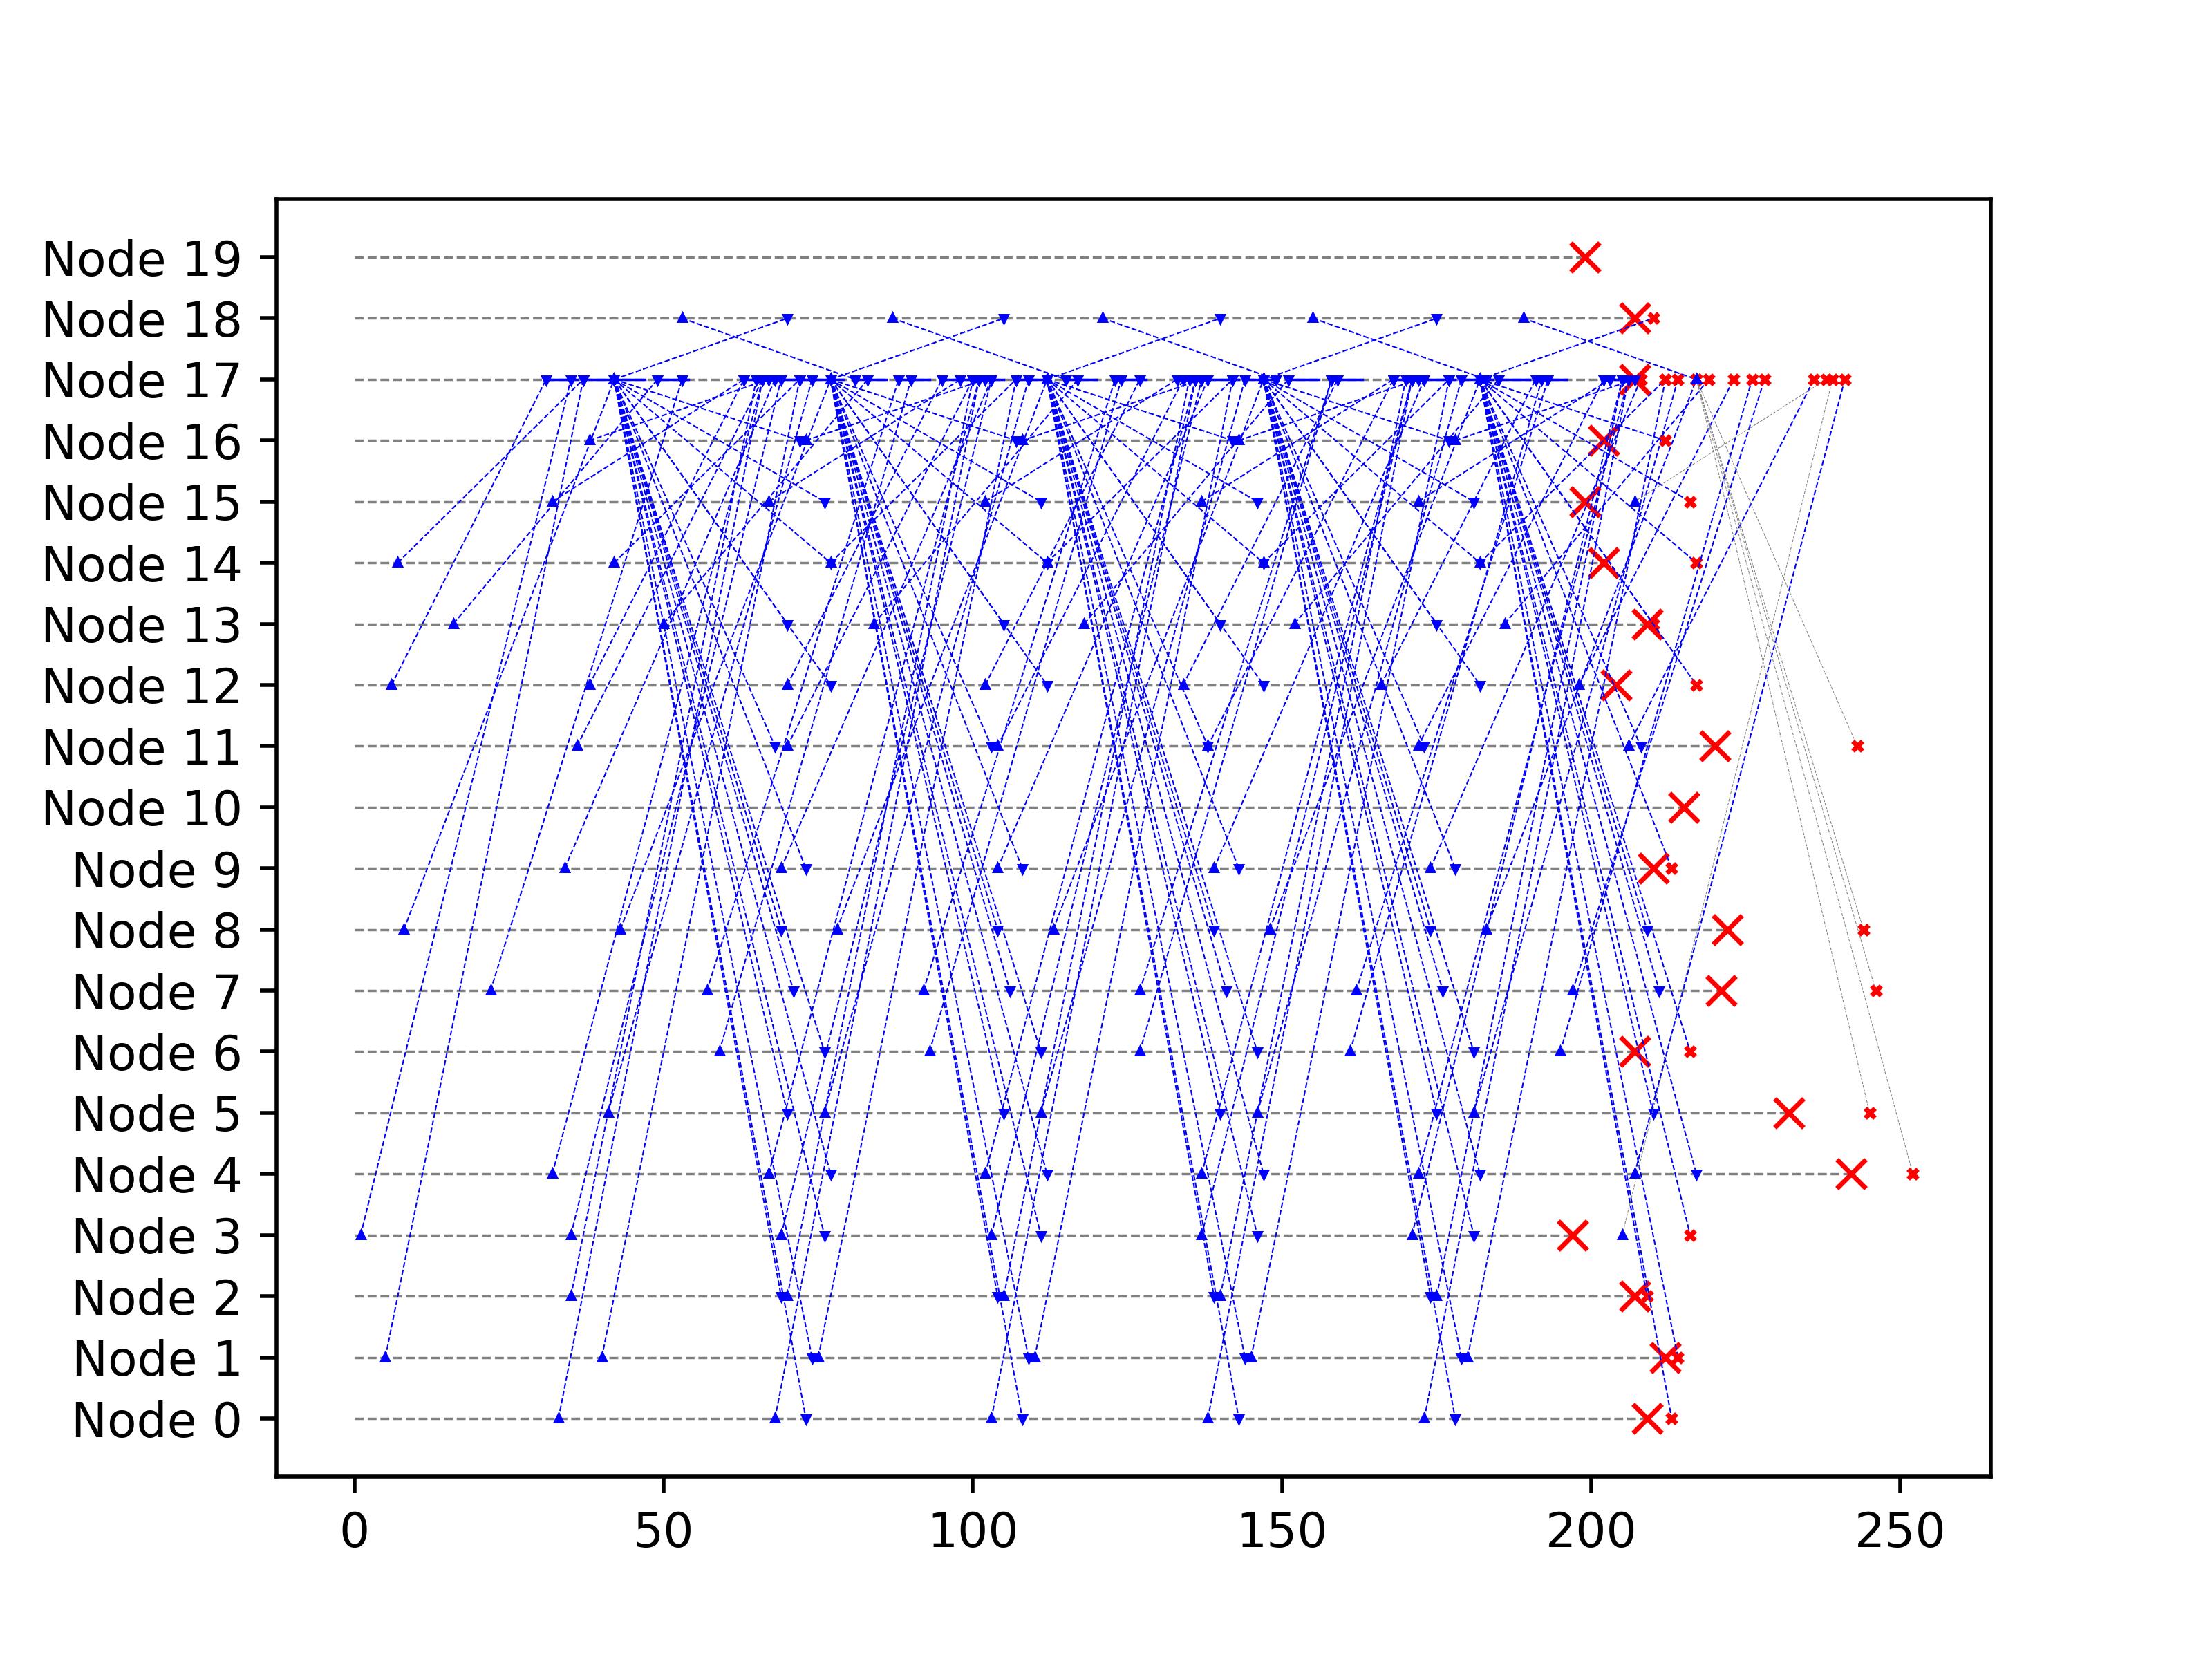 Node 19
Node 18
Node 17
Node 16
Node 15
Node 14
Node 13
Node 12
Node 11
Node 10
Node 9
Node 8
Node 7
Node 6
Node 5
Node 4
Node 3
Node 2
Node 1
Node 0
0 50 100 150 200 250